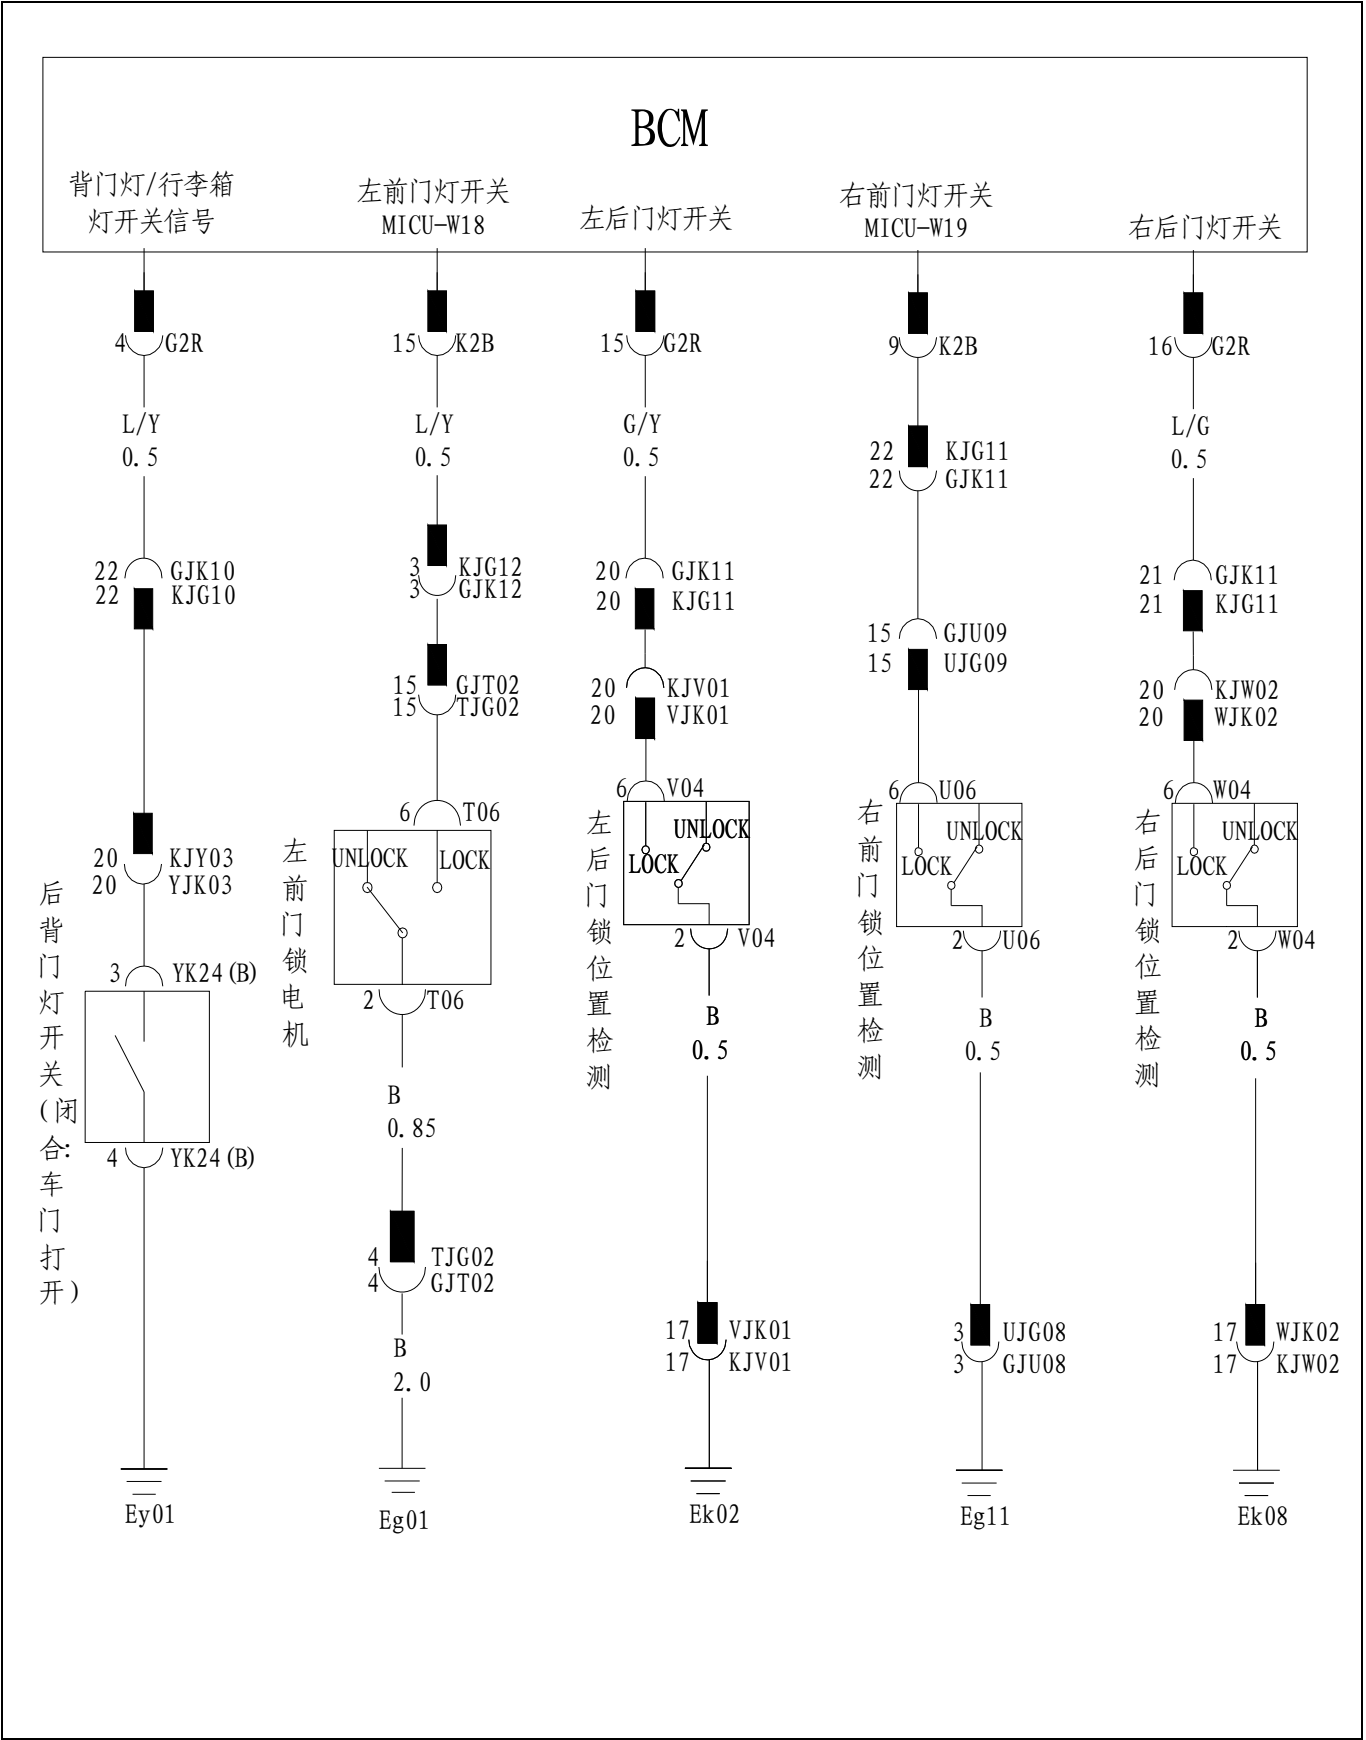 BCM
背门灯/行李箱
灯开关信号
左前门灯开关
MICU-W18
左后门灯开关
右前门灯开关
MICU-W19
右后门灯开关
4 G2R
15 K2B
15 G2R
9 K2B
16 G2R
L/Y
0.5
L/Y
0.5
G/Y
0.5
L/G
0.5
22 KJG11
22 GJK11
22 GJK10
22 KJG10
3 KJG12
3 GJK12
20 GJK11
20 KJG11
21 GJK11
21 KJG11
15 GJU09
15 UJG09
15 GJT02
15 TJG02
20 KJV01
20 VJK01
20 KJW02
20 WJK02
20 KJY03
20 YJK03
后背门灯开关(闭合:车门打开)
3 YK24(B)
4 YK24(B)
左前门锁电机
6 T06
UNLOCK
LOCK
2 T06
左后门锁位置检测
6 V04
UNLOCK
LOCK
2 V04
右前门锁位置检测
6 U06
UNLOCK
LOCK
2 U06
右后门锁位置检测
6 W04
UNLOCK
LOCK
2 W04
B
0.85
B
0.5
B
0.5
B
0.5
4 TJG02
4 GJT02
B
2.0
17 VJK01
17 KJV01
3 UJG08
3 GJU08
17 WJK02
17 KJW02
Ey01
Eg01
Ek02
Eg11
Ek08